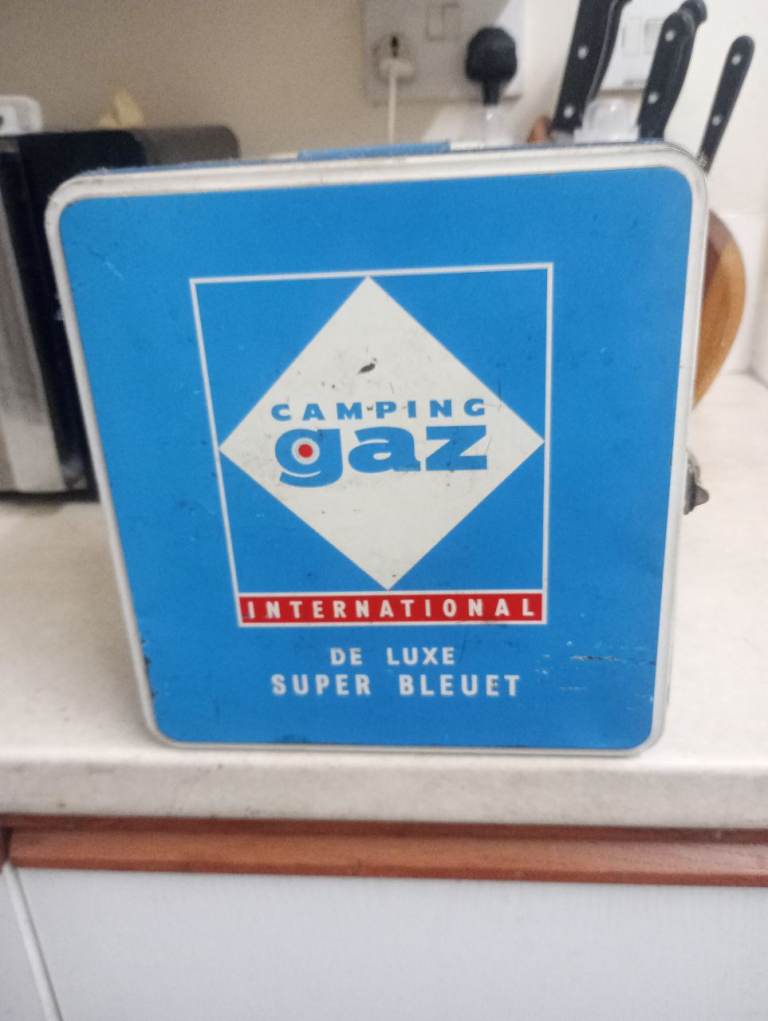 CAMPING
gaz
INTERNATIONAL
DE LUXE
SUPER BLEUET